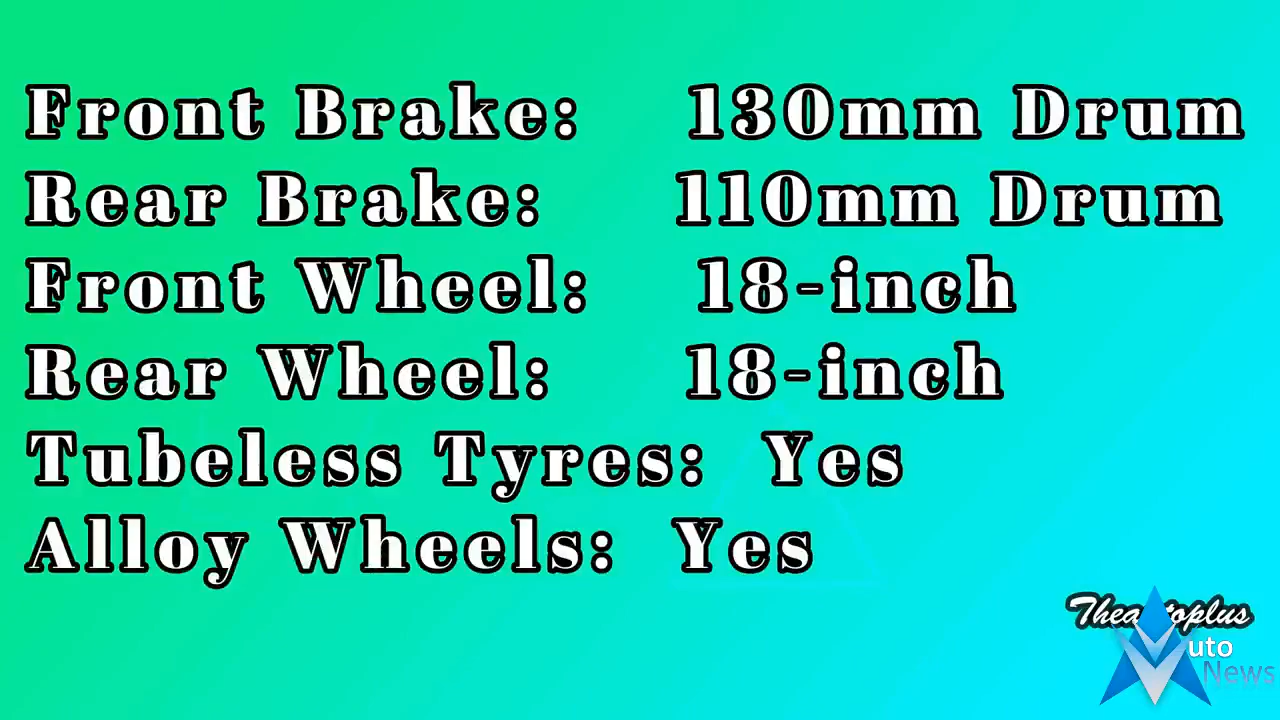 Front Brake: 130mm Drum
Rear Brake: 110mm Drum
Front Wheel: 18-inch
Rear Wheel: 18-inch
Tubeless Tyres: Yes
Alloy Wheels: Yes
uto
News